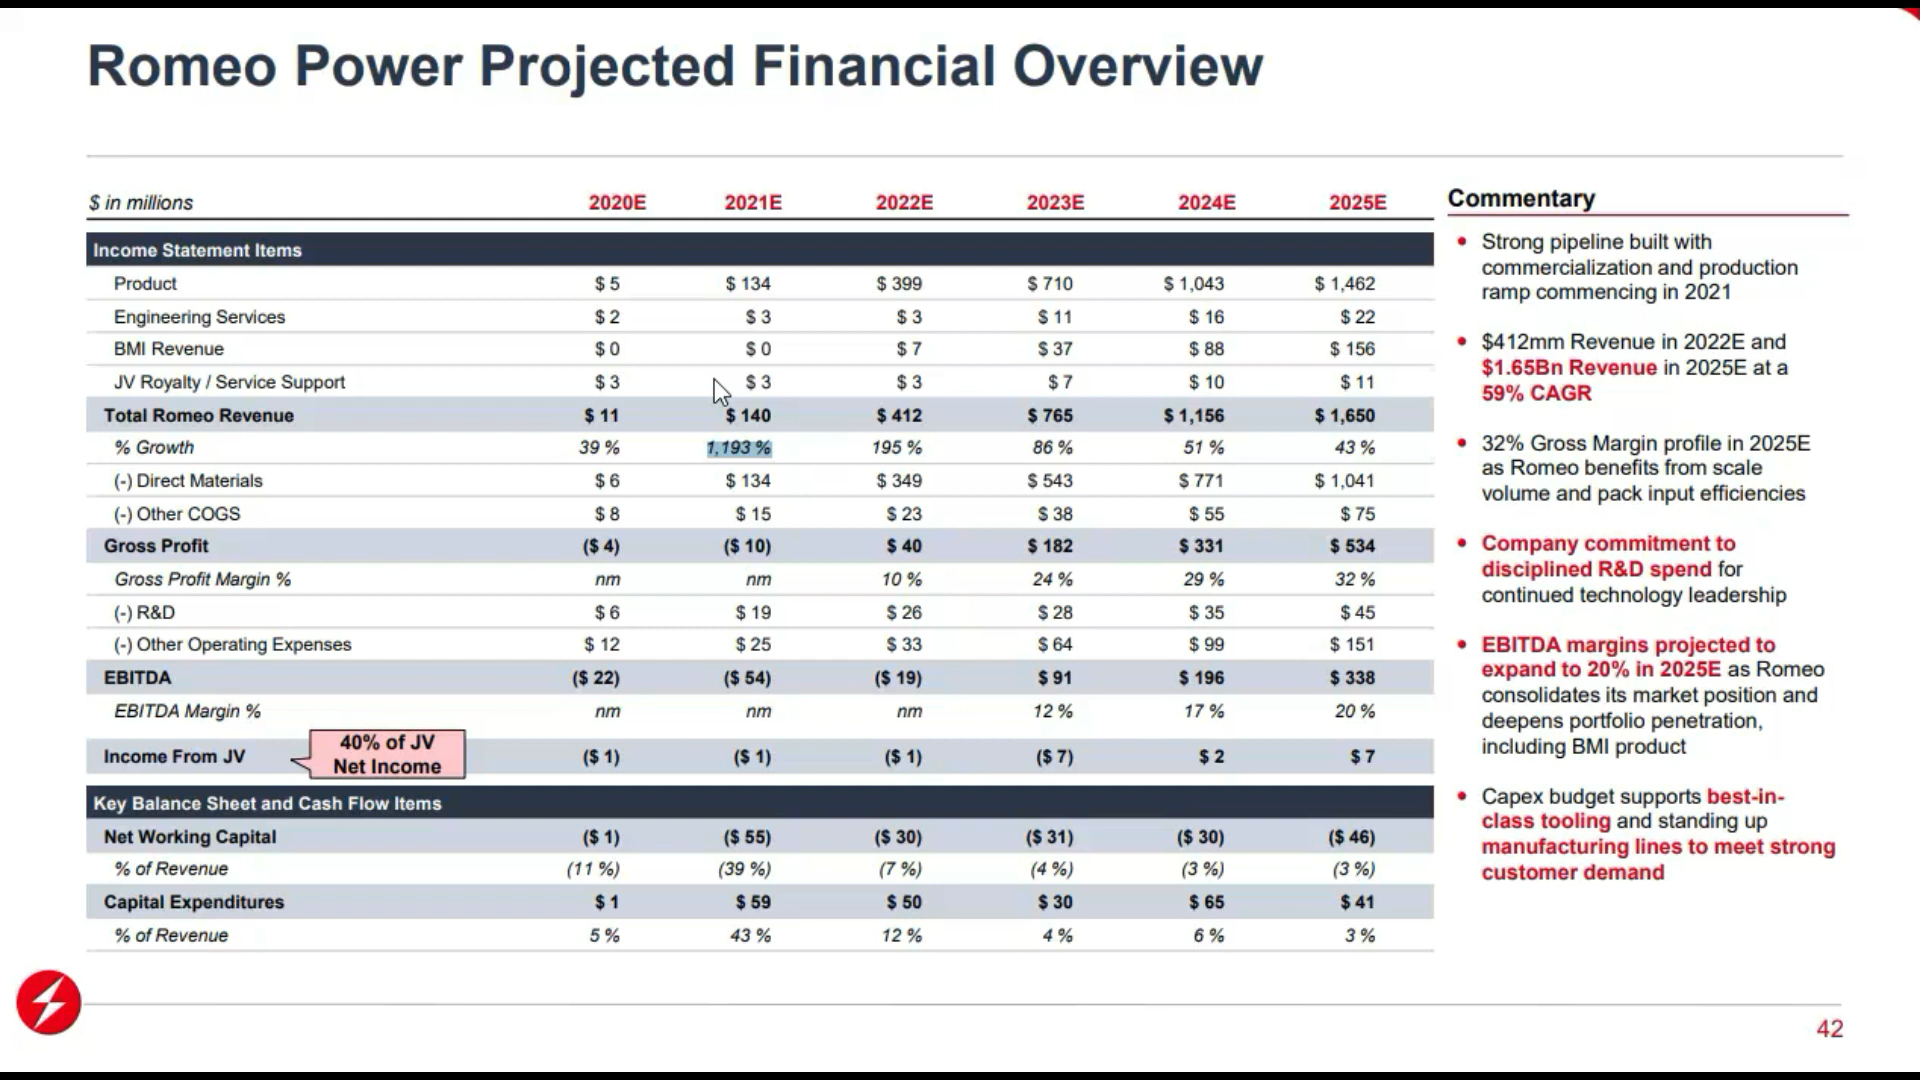 Romeo Power Projected Financial Overview
$ in millions 2020E 2021E 2022E 2023E 2024E 2025E
Income Statement Items
Product $ 5 $ 134 $ 399 $ 710 $ 1,043 $ 1,462
Engineering Services $ 2 $ 3 $ 3 $ 11 $ 16 $ 22
BMI Revenue $ 0 $ 0 $ 7 $ 37 $ 88 $ 156
JV Royalty / Service Support $ 3 $ 3 $ 3 $ 7 $ 10 $ 11
Total Romeo Revenue $ 11 $ 140 $ 412 $ 765 $ 1,156 $ 1,650
% Growth 39 % 1,193 % 195 % 86 % 51 % 43 %
(-) Direct Materials $ 6 $ 134 $ 349 $ 543 $ 771 $ 1,041
(-) Other COGS $ 8 $ 15 $ 23 $ 38 $ 55 $ 75
Gross Profit ($ 4) ($ 10) $ 40 $ 182 $ 331 $ 534
Gross Profit Margin % nm nm 10 % 24 % 29 % 32 %
(-) R&D $ 6 $ 19 $ 26 $ 28 $ 35 $ 45
(-) Other Operating Expenses $ 12 $ 25 $ 33 $ 64 $ 99 $ 151
EBITDA ($ 22) ($ 54) ($ 19) $ 91 $ 196 $ 338
EBITDA Margin % nm nm nm 12 % 17 % 20 %
Income From JV ($ 1) ($ 1) ($ 1) ($ 7) $ 2 $ 7
40% of JV
Net Income
Key Balance Sheet and Cash Flow Items
Net Working Capital ($ 1) ($ 55) ($ 30) ($ 31) ($ 30) ($ 46)
% of Revenue (11 %) (39 %) (7 %) (4 %) (3 %) (3 %)
Capital Expenditures $ 1 $ 59 $ 50 $ 30 $ 65 $ 41
% of Revenue 5 % 43 % 12 % 4 % 6 % 3 %
Commentary
• Strong pipeline built with
commercialization and production
ramp commencing in 2021
• $412mm Revenue in 2022E and
$1.65Bn Revenue in 2025E at a
59% CAGR
• 32% Gross Margin profile in 2025E
as Romeo benefits from scale
volume and pack input efficiencies
• Company commitment to
disciplined R&D spend for
continued technology leadership
• EBITDA margins projected to
expand to 20% in 2025E as Romeo
consolidates its market position and
deepens portfolio penetration,
including BMI product
• Capex budget supports best-in-
class tooling and standing up
manufacturing lines to meet strong
customer demand
42